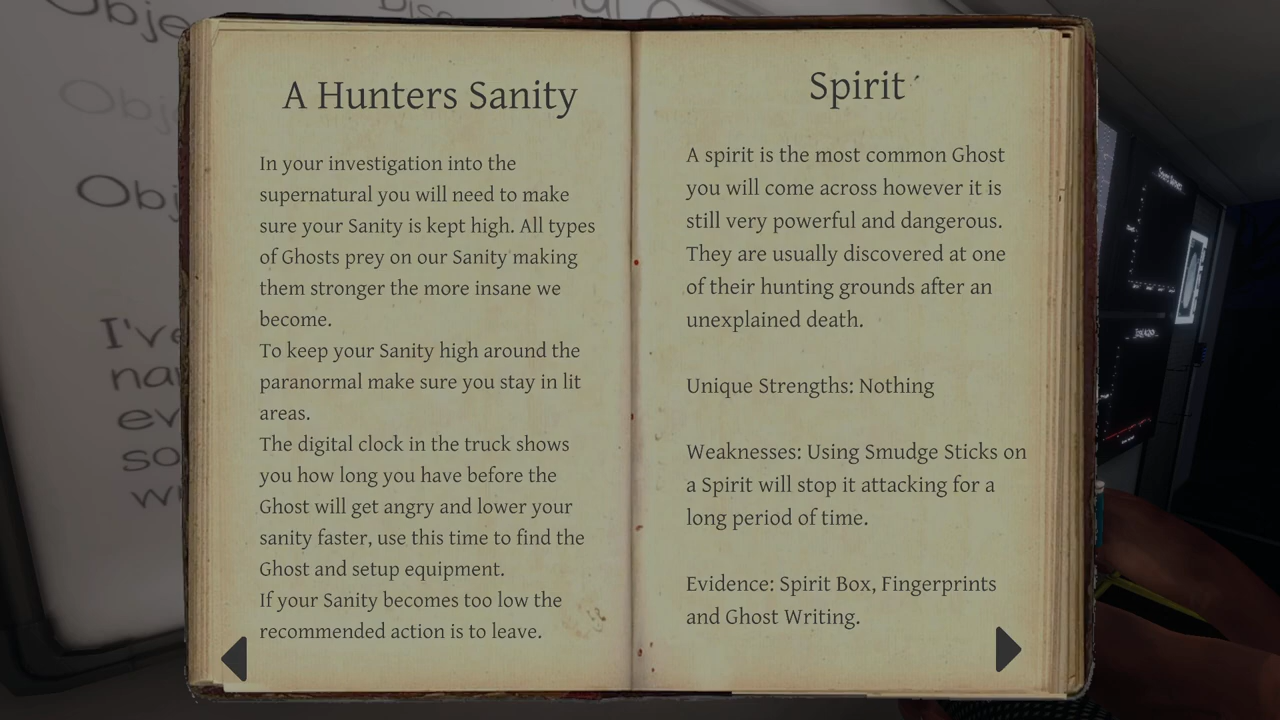 Obje
Obj
Obj
I've
na
ev
so
w
A Hunters Sanity
In your investigation into the
supernatural you will need to make
sure your Sanity is kept high. All types
of Ghosts prey on our Sanity making
them stronger the more insane we
become.
To keep your Sanity high around the
paranormal make sure you stay in lit
areas.
The digital clock in the truck shows
you how long you have before the
Ghost will get angry and lower your
sanity faster, use this time to find the
Ghost and setup equipment.
If your Sanity becomes too low the
recommended action is to leave.
Spirit
A spirit is the most common Ghost
you will come across however it is
still very powerful and dangerous.
They are usually discovered at one
of their hunting grounds after an
unexplained death.
Unique Strengths: Nothing
Weaknesses: Using Smudge Sticks on
a Spirit will stop it attacking for a
long period of time.
Evidence: Spirit Box, Fingerprints
and Ghost Writing.